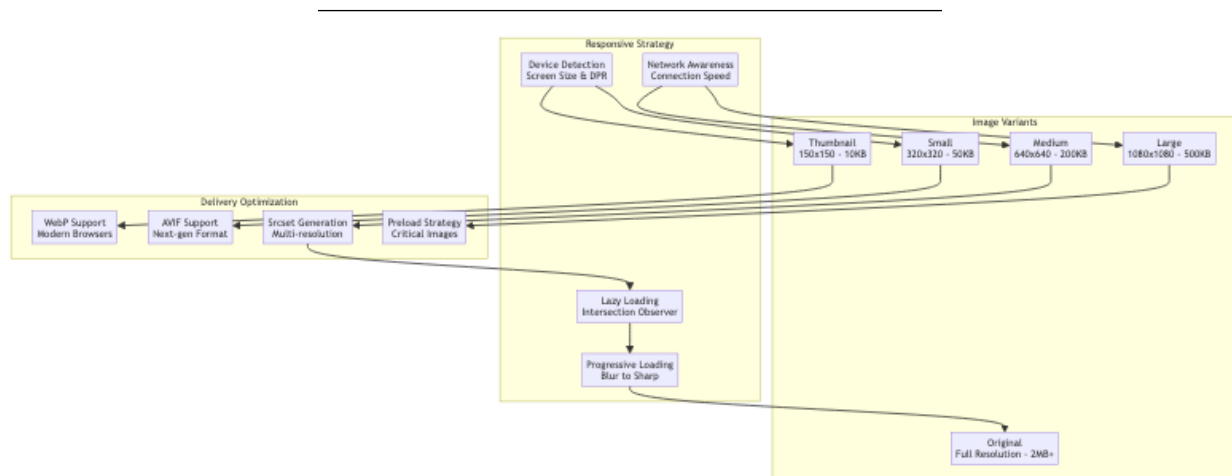 Responsive Strategy
Device Detection
Screen Size & DPR
Network Awareness
Connection Speed
Image Variants
Thumbnail
150x150 - 10KB
Small
320x320 - 50KB
Medium
640x640 - 200KB
Large
1080x1080 - 500KB
Delivery Optimization
WebP Support
Modern Browsers
AVIF Support
Next-gen Format
Srcset Generation
Multi-resolution
Preload Strategy
Critical Images
Lazy Loading
Intersection Observer
Progressive Loading
Blur to Sharp
Original
Full Resolution - 2MB+